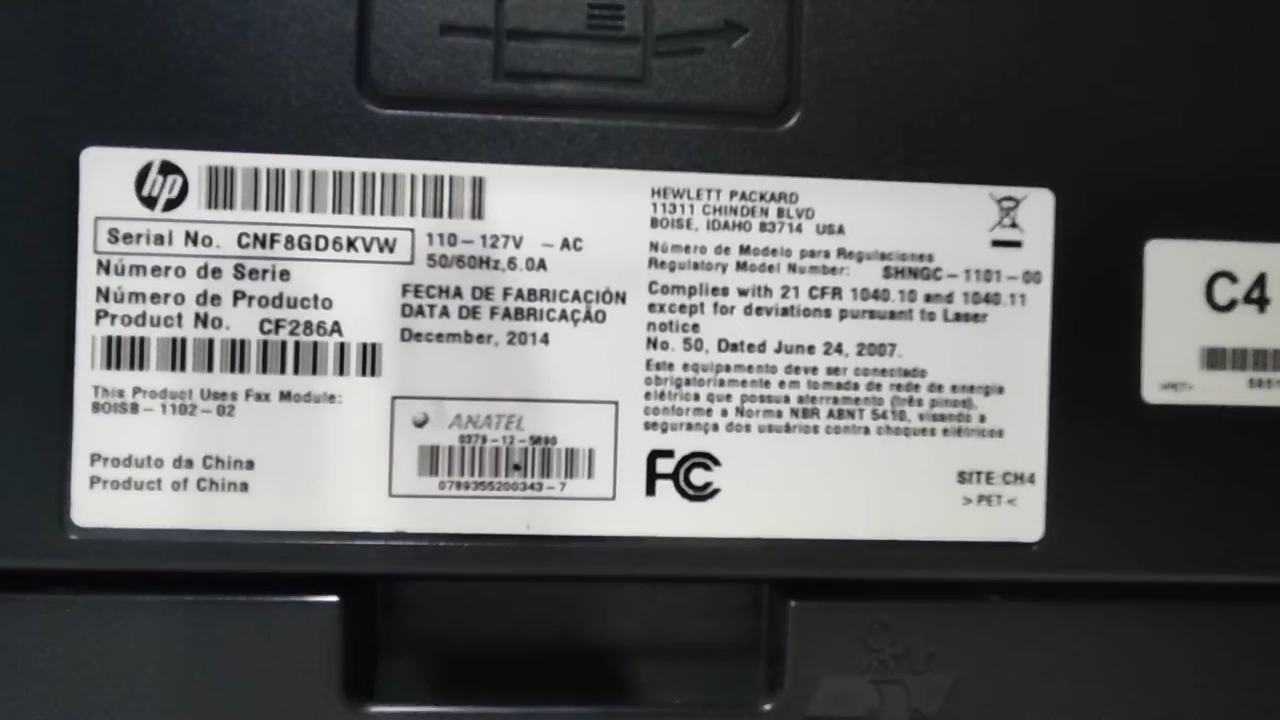 hp
Serial No. CNF8GD6KVW
Número de Serie
Número de Producto
Product No. CF286A
This Product Uses Fax Module:
BOISB-1102-02
Produto da China
Product of China
110-127V ~ AC
50/60Hz,6.0A
FECHA DE FABRICACIÓN
DATA DE FABRICAÇÃO
December, 2014
ANATEL
0789355200343-7
HEWLETT PACKARD
11311 CHINDEN BLVD
BOISE, IDAHO 83714 USA
Número de Modelo para Regulaciones
Regulatory Model Number: SHNGC-1101-00
Complies with 21 CFR 1040.10 and 1040.11
except for deviations pursuant to Laser
notice
No. 50, Dated June 24, 2007.
Este equipamento deve ser conectado
obrigatoriamente em tomada de rede de energia
elétrica que possua aterramento (três pinos),
conforme a Norma NBR ABNT 5410, visando a
segurança dos usuários contra choques elétricos
FC
SITE:CH4
>PET<
C4